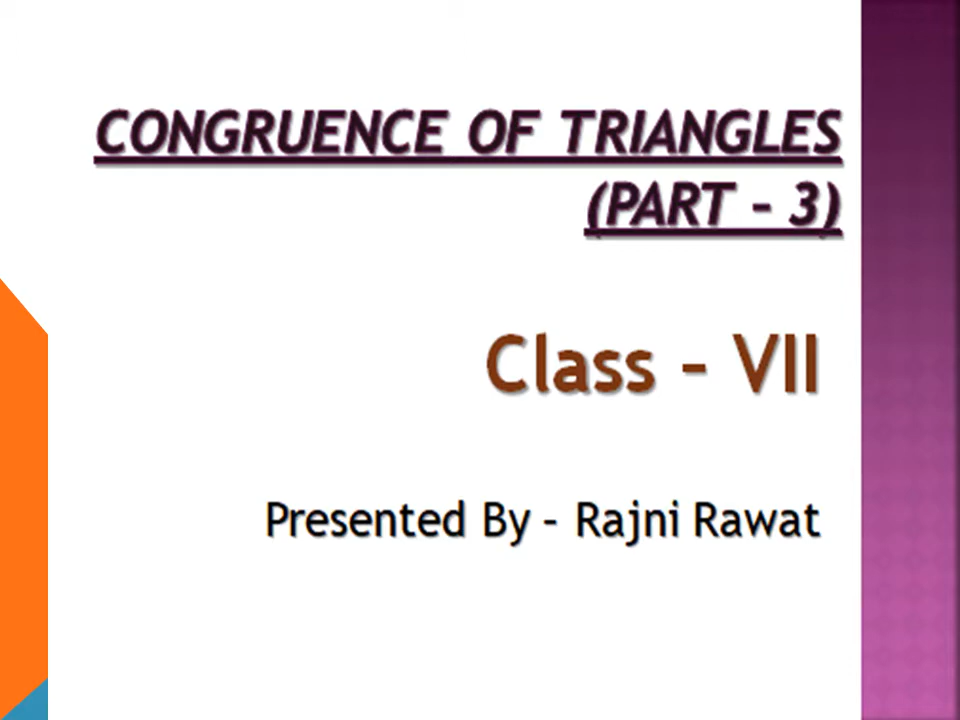 CONGRUENCE OF TRIANGLES
(PART – 3)
Class – VII
Presented By – Rajni Rawat